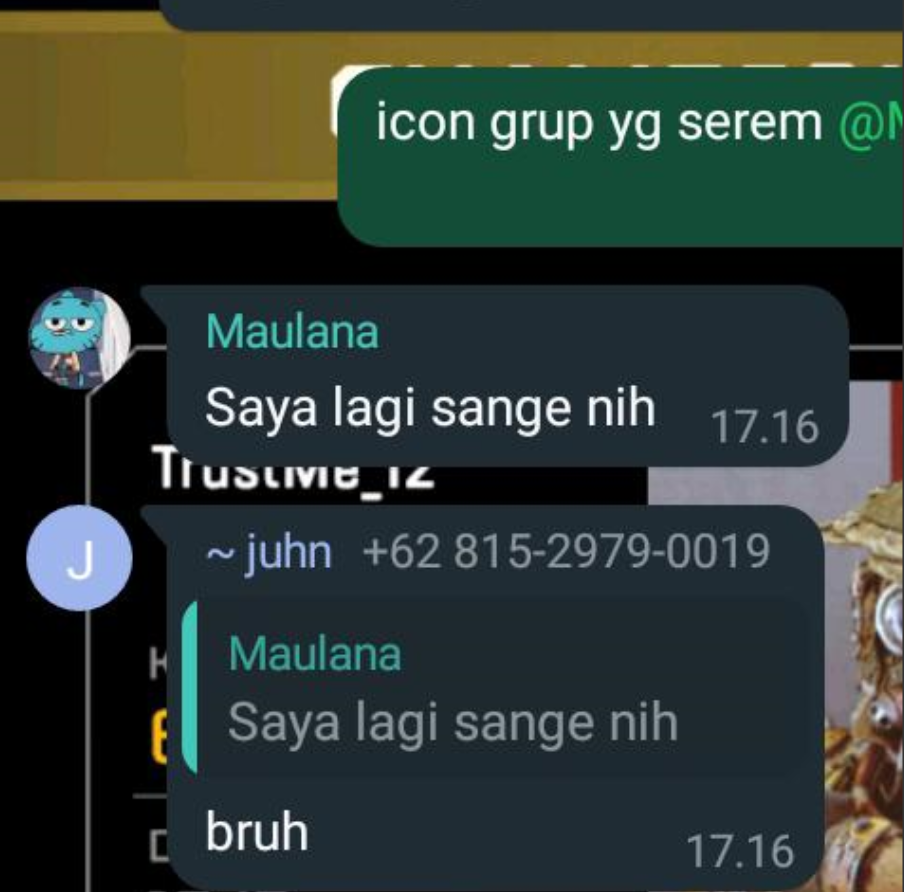 icon grup yg serem
Maulana
Saya lagi sange nih
17.16
TrustMe_12
J
~ juhn +62 815-2979-0019
Maulana
Saya lagi sange nih
bruh
17.16